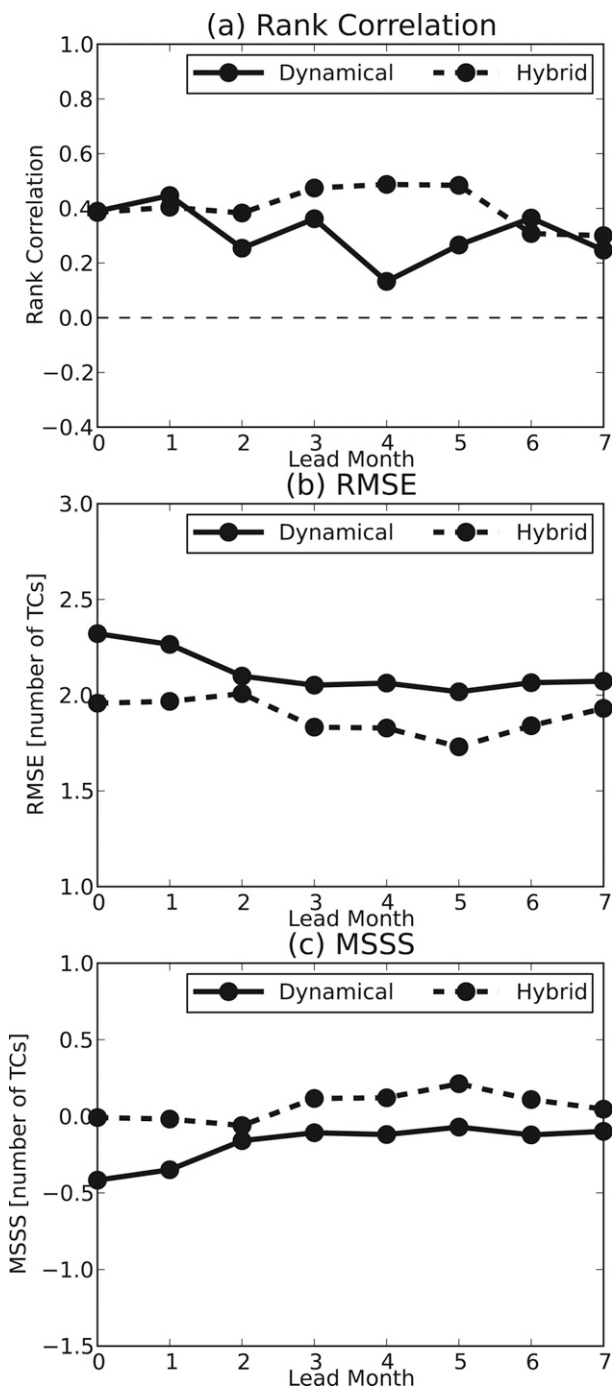 (a) Rank Correlation
Dynamical Hybrid
1.0
0.8
0.6
0.4
0.2
0.0
−0.2
−0.4
Rank Correlation
0 1 2 3 4 5 6 7
Lead Month
(b) RMSE
Dynamical Hybrid
3.0
2.5
2.0
1.5
1.0
RMSE [number of TCs]
0 1 2 3 4 5 6 7
Lead Month
(c) MSSS
Dynamical Hybrid
1.0
0.5
0.0
−0.5
−1.0
−1.5
MSSS [number of TCs]
0 1 2 3 4 5 6 7
Lead Month